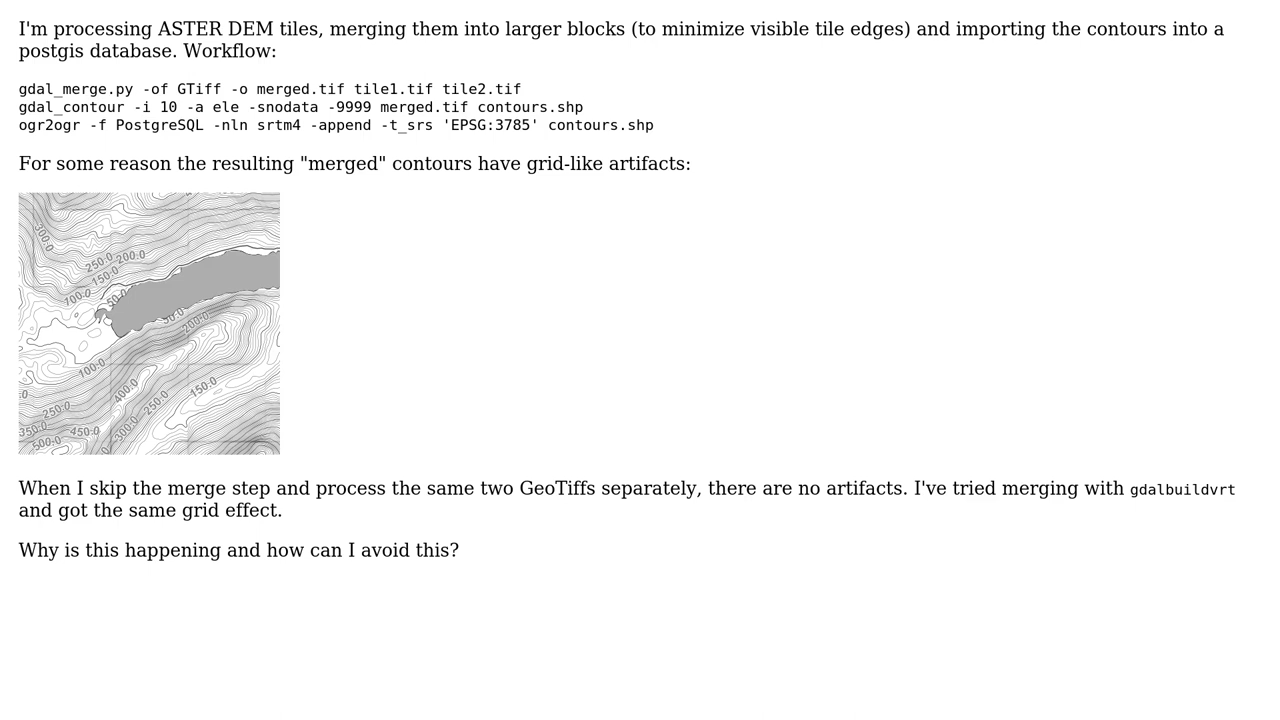 I'm processing ASTER DEM tiles, merging them into larger blocks (to minimize visible tile edges) and importing the contours into a
postgis database. Workflow:
gdal_merge.py -of GTiff -o merged.tif tile1.tif tile2.tif
gdal_contour -i 10 -a ele -snodata -9999 merged.tif contours.shp
ogr2ogr -f PostgreSQL -nln srtm4 -append -t_srs 'EPSG:3785' contours.shp
For some reason the resulting "merged" contours have grid-like artifacts:
300.0
250.0
200.0
150.0
100.0
50.0
50.0
200.0
100.0
400.0
150.0
250.0
250.0
300.0
350.0
450.0
500.0
When I skip the merge step and process the same two GeoTiffs separately, there are no artifacts. I've tried merging with gdalbuildvrt
and got the same grid effect.
Why is this happening and how can I avoid this?